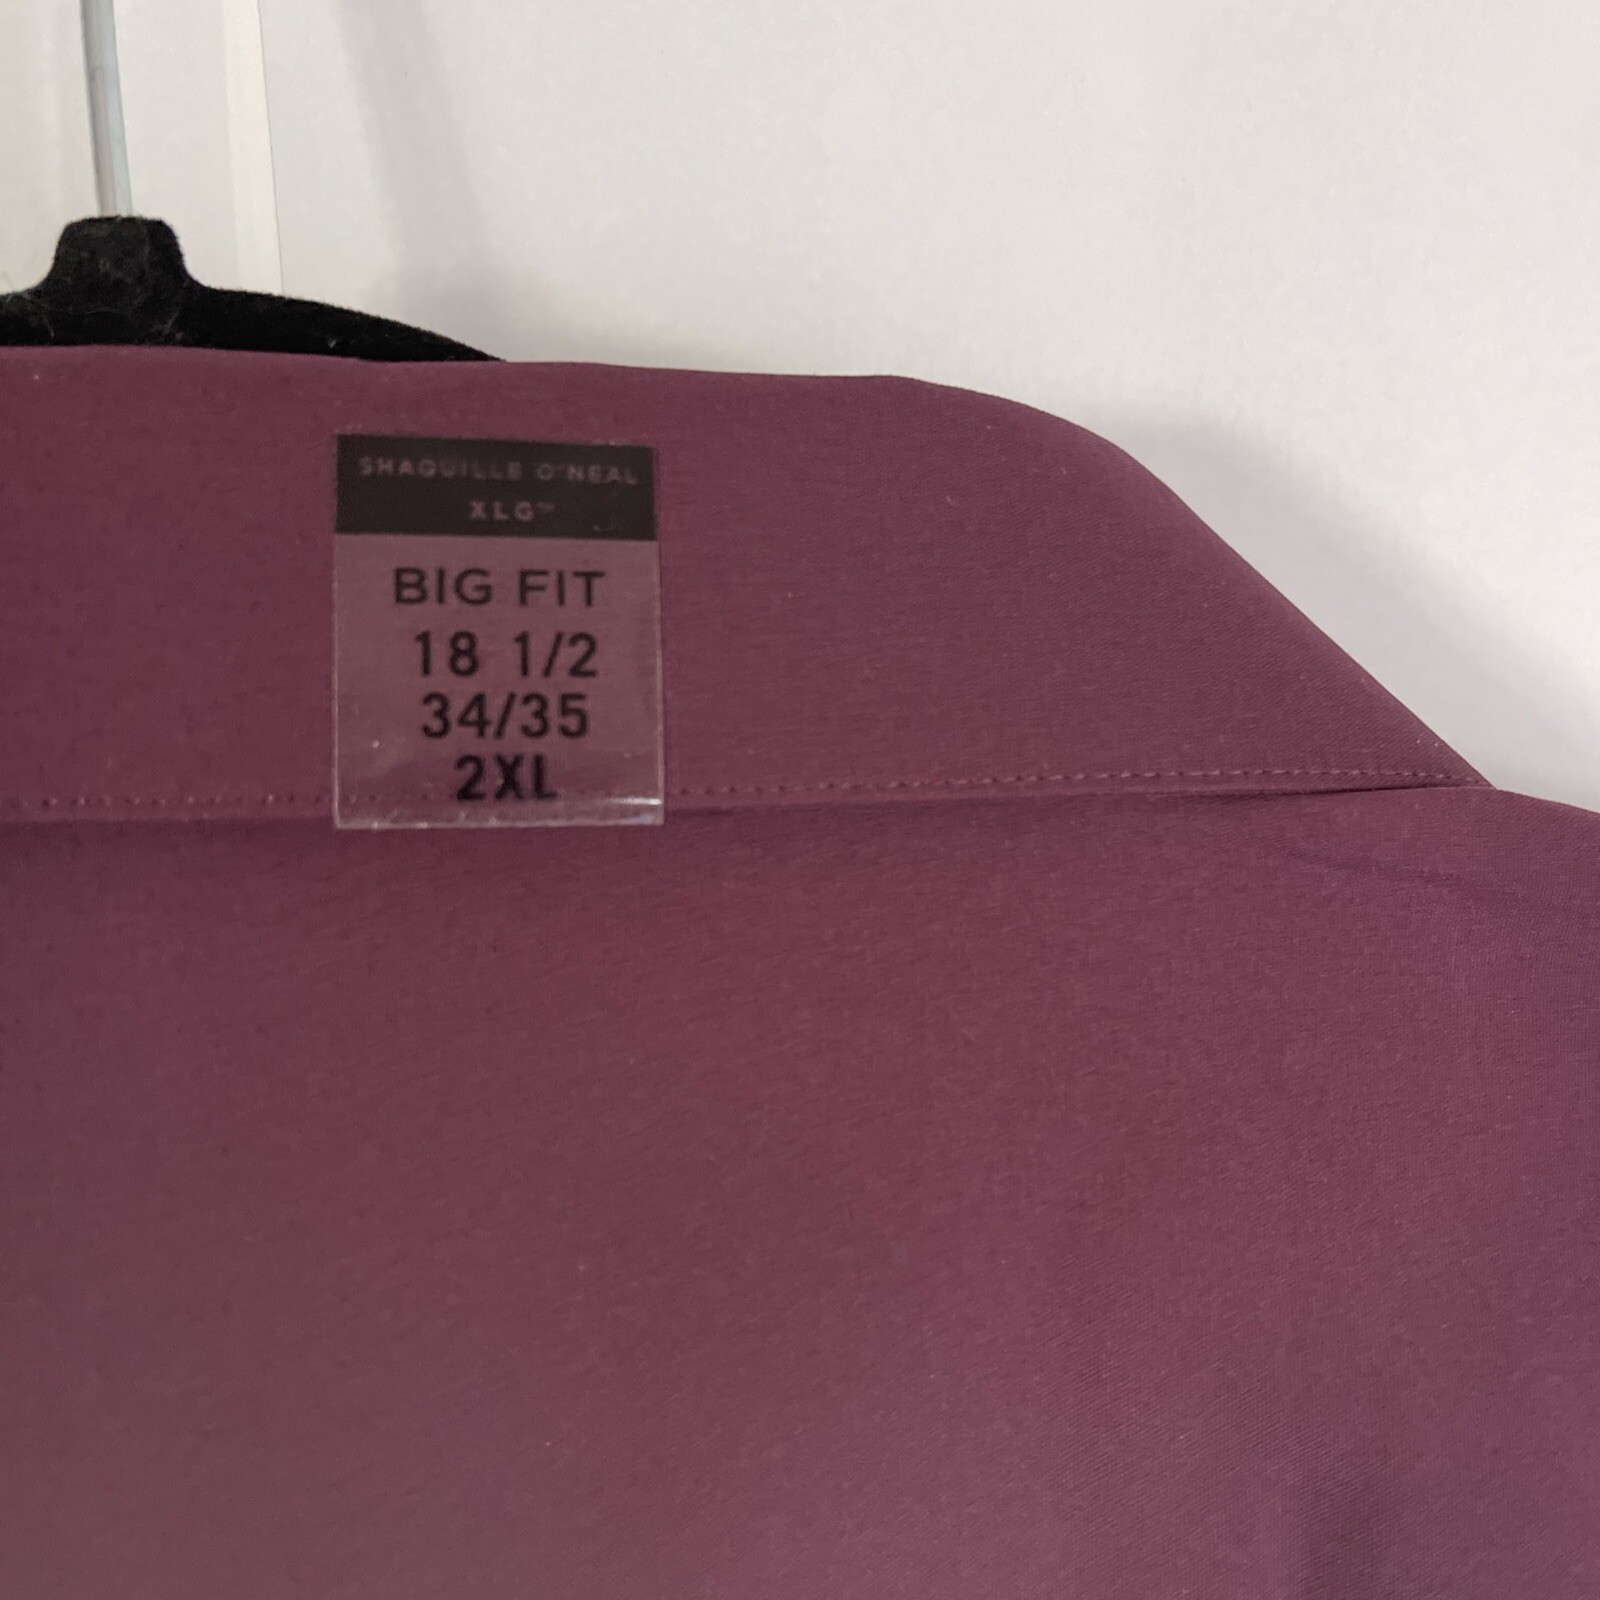 SHAQUILLE O'NEAL
XLG™
BIG FIT
18 1/2
34/35
2XL